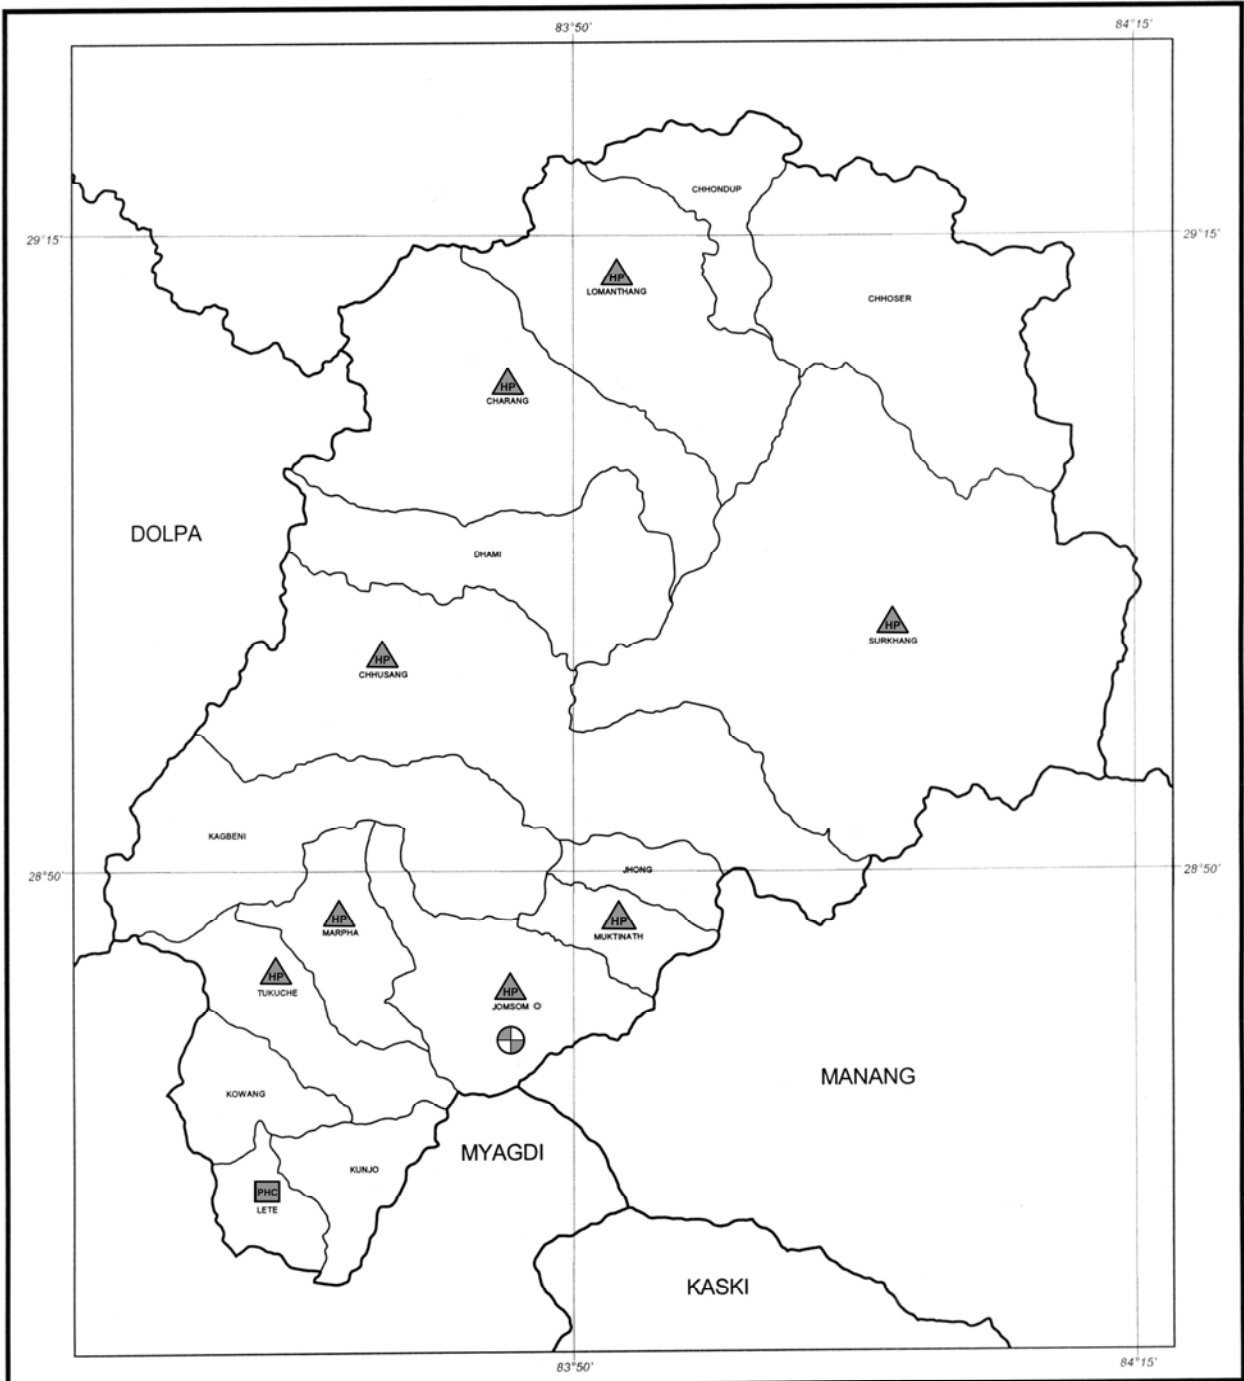 83°50'
84°15'
CHHONDUP
29°15'
29°15'
HP
LOMANTHANG
CHHOSER
HP
CHARANG
DOLPA
DHAMI
HP
SURKHANG
HP
CHHUSANG
KAGBENI
28°50'
JHONG
28°50'
HP
MARPHA
HP
MUKTINATH
HP
TUKUCHE
HP
JOMSOM
MANANG
KOWANG
MYAGDI
KUNJO
PHC
LETE
KASKI
83°50'
84°15'